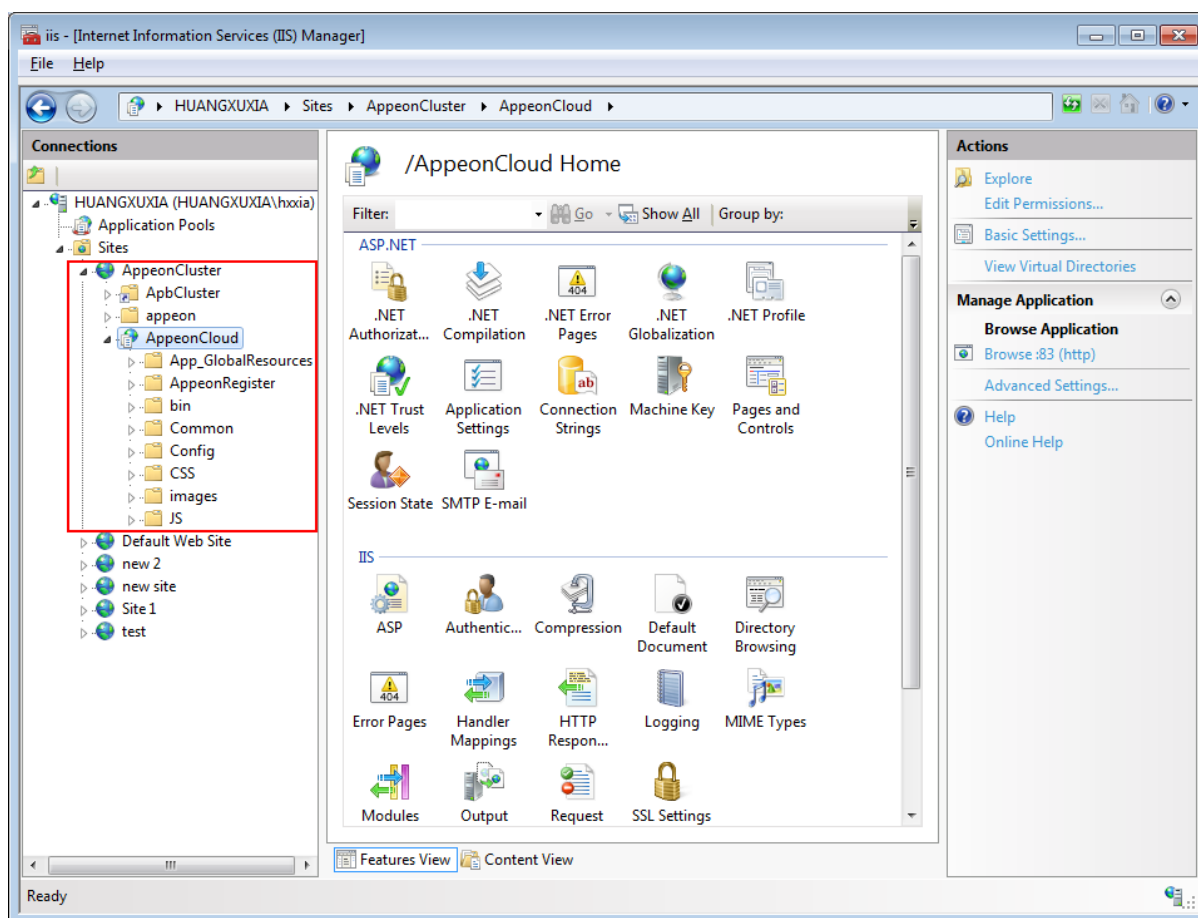 iis - [Internet Information Services (IIS) Manager]
File Help
HUANGXUXIA Sites AppeonCluster AppeonCloud
Connections
HUANGXUXIA (HUANGXUXIA\hxxia)
Application Pools
Sites
AppeonCluster
ApbCluster
appeon
AppeonCloud
App_GlobalResources
AppeonRegister
bin
Common
Config
CSS
images
JS
Default Web Site
new 2
new site
Site 1
test
/AppeonCloud Home
Filter: Go Show All Group by:
ASP.NET
.NET Authorizat...
.NET Compilation
404
.NET Error Pages
.NET Globalization
.NET Profile
.NET Trust Levels
Application Settings
ab
Connection Strings
Machine Key
Pages and Controls
Session State
SMTP E-mail
IIS
ASP
Authentic...
Compression
Default Document
Directory Browsing
404
Error Pages
Handler Mappings
HTTP Respon...
Logging
MIME Types
Modules
Output
Request
SSL Settings
Features View Content View
Actions
Explore
Edit Permissions...
Basic Settings...
View Virtual Directories
Manage Application
Browse Application
Browse :83 (http)
Advanced Settings...
Help
Online Help
Ready